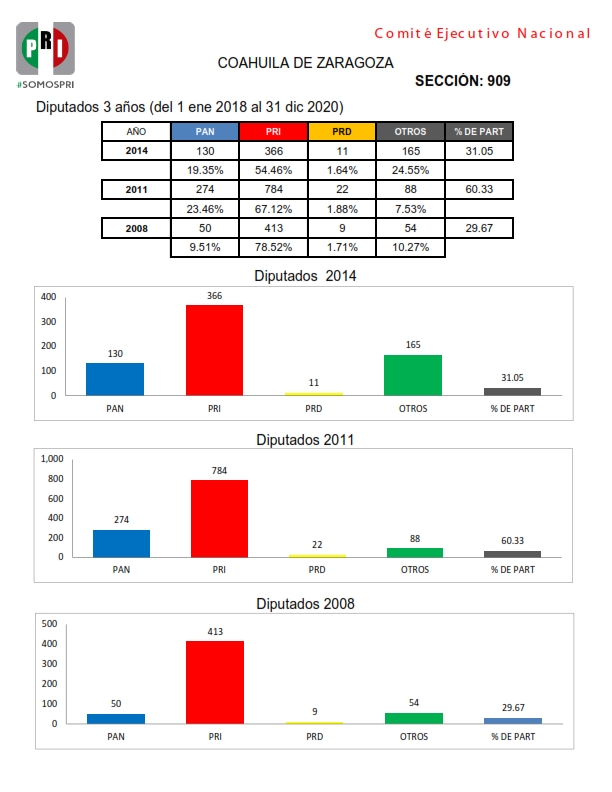 Comité Ejecutivo Nacional
PRI
#SOMOSPRI
COAHUILA DE ZARAGOZA
SECCIÓN: 909
Diputados 3 años (del 1 ene 2018 al 31 dic 2020)
AÑO PAN PRI PRD OTROS % DE PART
2014 130 366 11 165 31.05
19.35% 54.46% 1.64% 24.55%
2011 274 784 22 88 60.33
23.46% 67.12% 1.88% 7.53%
2008 50 413 9 54 29.67
9.51% 78.52% 1.71% 10.27%
Diputados 2014
400
300
200
100
0
130 366 11 165 31.05
PAN PRI PRD OTROS % DE PART
Diputados 2011
1,000
800
600
400
200
0
274 784 22 88 60.33
PAN PRI PRD OTROS % DE PART
Diputados 2008
500
400
300
200
100
0
50 413 9 54 29.67
PAN PRI PRD OTROS % DE PART